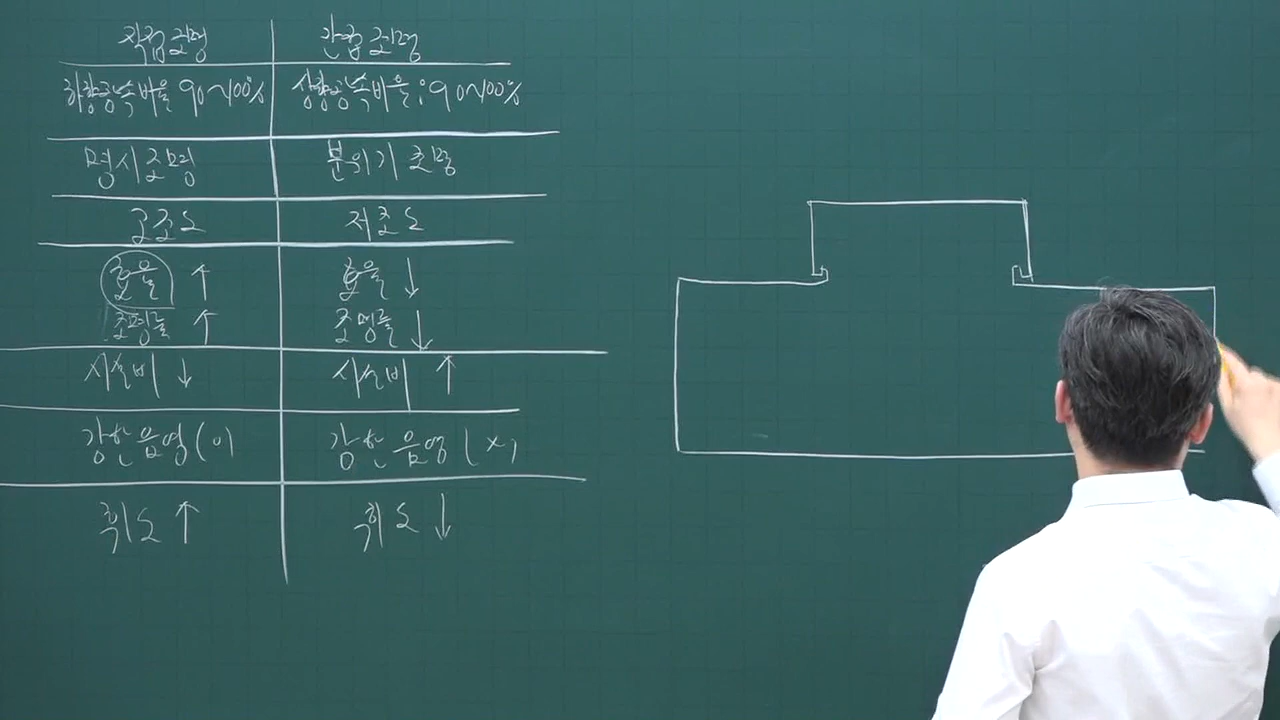 직접조명 간접조명
하향광속비율 90~100% 상향광속비율 : 90~100%
명시조명 분위기 조명
고조도 저조도
효율 ↑ 효율 ↓
조명률 ↑ 조명률 ↓
시설비 ↓ 시설비 ↑
강한 음영(O) 강한 음영(X)
휘도 ↑ 휘도 ↓